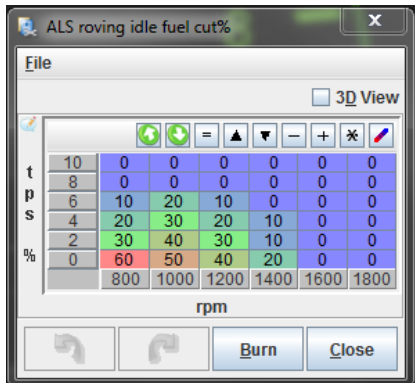 ALS roving idle fuel cut%
X
File
3D View
= - + *
t
p
s
%
10 0 0 0 0 0 0
8 0 0 0 0 0 0
6 10 20 10 0 0 0
4 20 30 20 10 0 0
2 30 40 30 10 0 0
0 60 50 40 20 0 0
800 1000 1200 1400 1600 1800
rpm
Burn Close